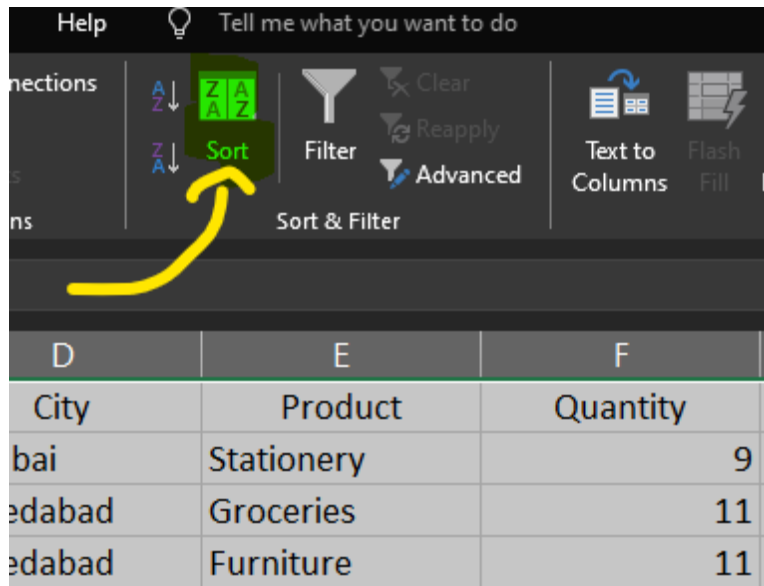 Help Tell me what you want to do
nections
A
Z
Z A
A Z
Clear
Reapply
Z
A
Sort Filter
Advanced
Text to
Columns
Flash
Fill
s
ns
Sort & Filter
D E F
City Product Quantity
bai Stationery 9
edabad Groceries 11
edabad Furniture 11